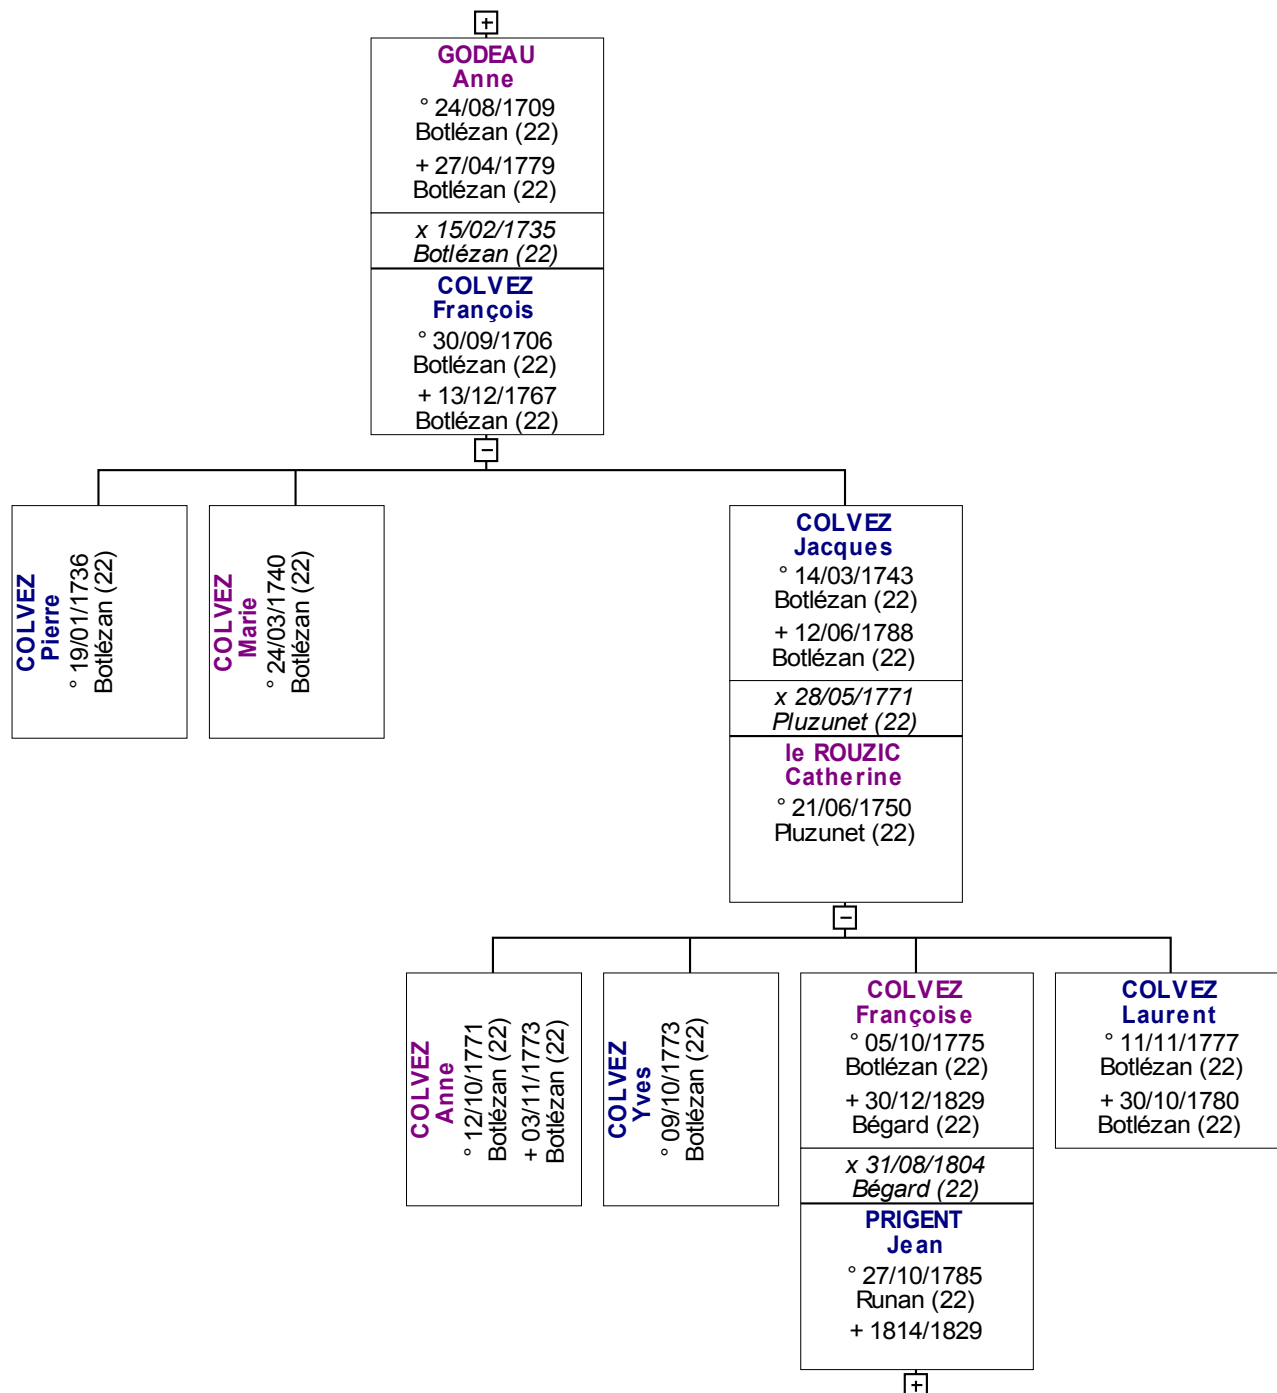 GODEAU
Anne
° 24/08/1709
Botlézan (22)
+ 27/04/1779
Botlézan (22)
x 15/02/1735
Botlézan (22)
COLVEZ
François
° 30/09/1706
Botlézan (22)
+ 13/12/1767
Botlézan (22)
COLVEZ
Pierre
° 19/01/1736
Botlézan (22)
COLVEZ
Marie
° 24/03/1740
Botlézan (22)
COLVEZ
Jacques
° 14/03/1743
Botlézan (22)
+ 12/06/1788
Botlézan (22)
x 28/05/1771
Pluzunet (22)
le ROUZIC
Catherine
° 21/06/1750
Pluzunet (22)
COLVEZ
Anne
° 12/10/1771
Botlézan (22)
+ 03/11/1773
Botlézan (22)
COLVEZ
Yves
° 09/10/1773
Botlézan (22)
COLVEZ
Françoise
° 05/10/1775
Botlézan (22)
+ 30/12/1829
Bégard (22)
x 31/08/1804
Bégard (22)
PRIGENT
Jean
° 27/10/1785
Runan (22)
+ 1814/1829
COLVEZ
Laurent
° 11/11/1777
Botlézan (22)
+ 30/10/1780
Botlézan (22)